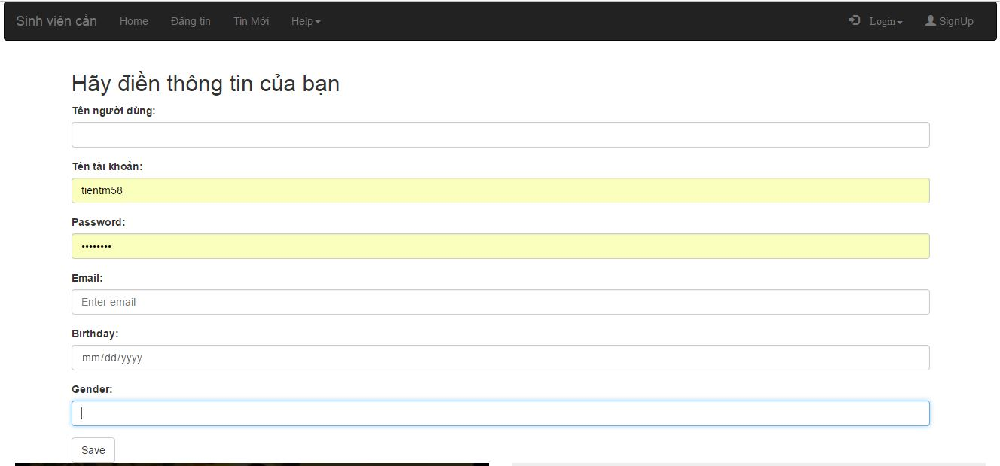 Sinh viên cần Home Đăng tin Tin Mới Help Login SignUp
Hãy điền thông tin của bạn
Tên người dùng:
Tên tài khoản:
tientm58
Password:
••••••••
Email:
Enter email
Birthday:
mm/dd/yyyy
Gender:
Save